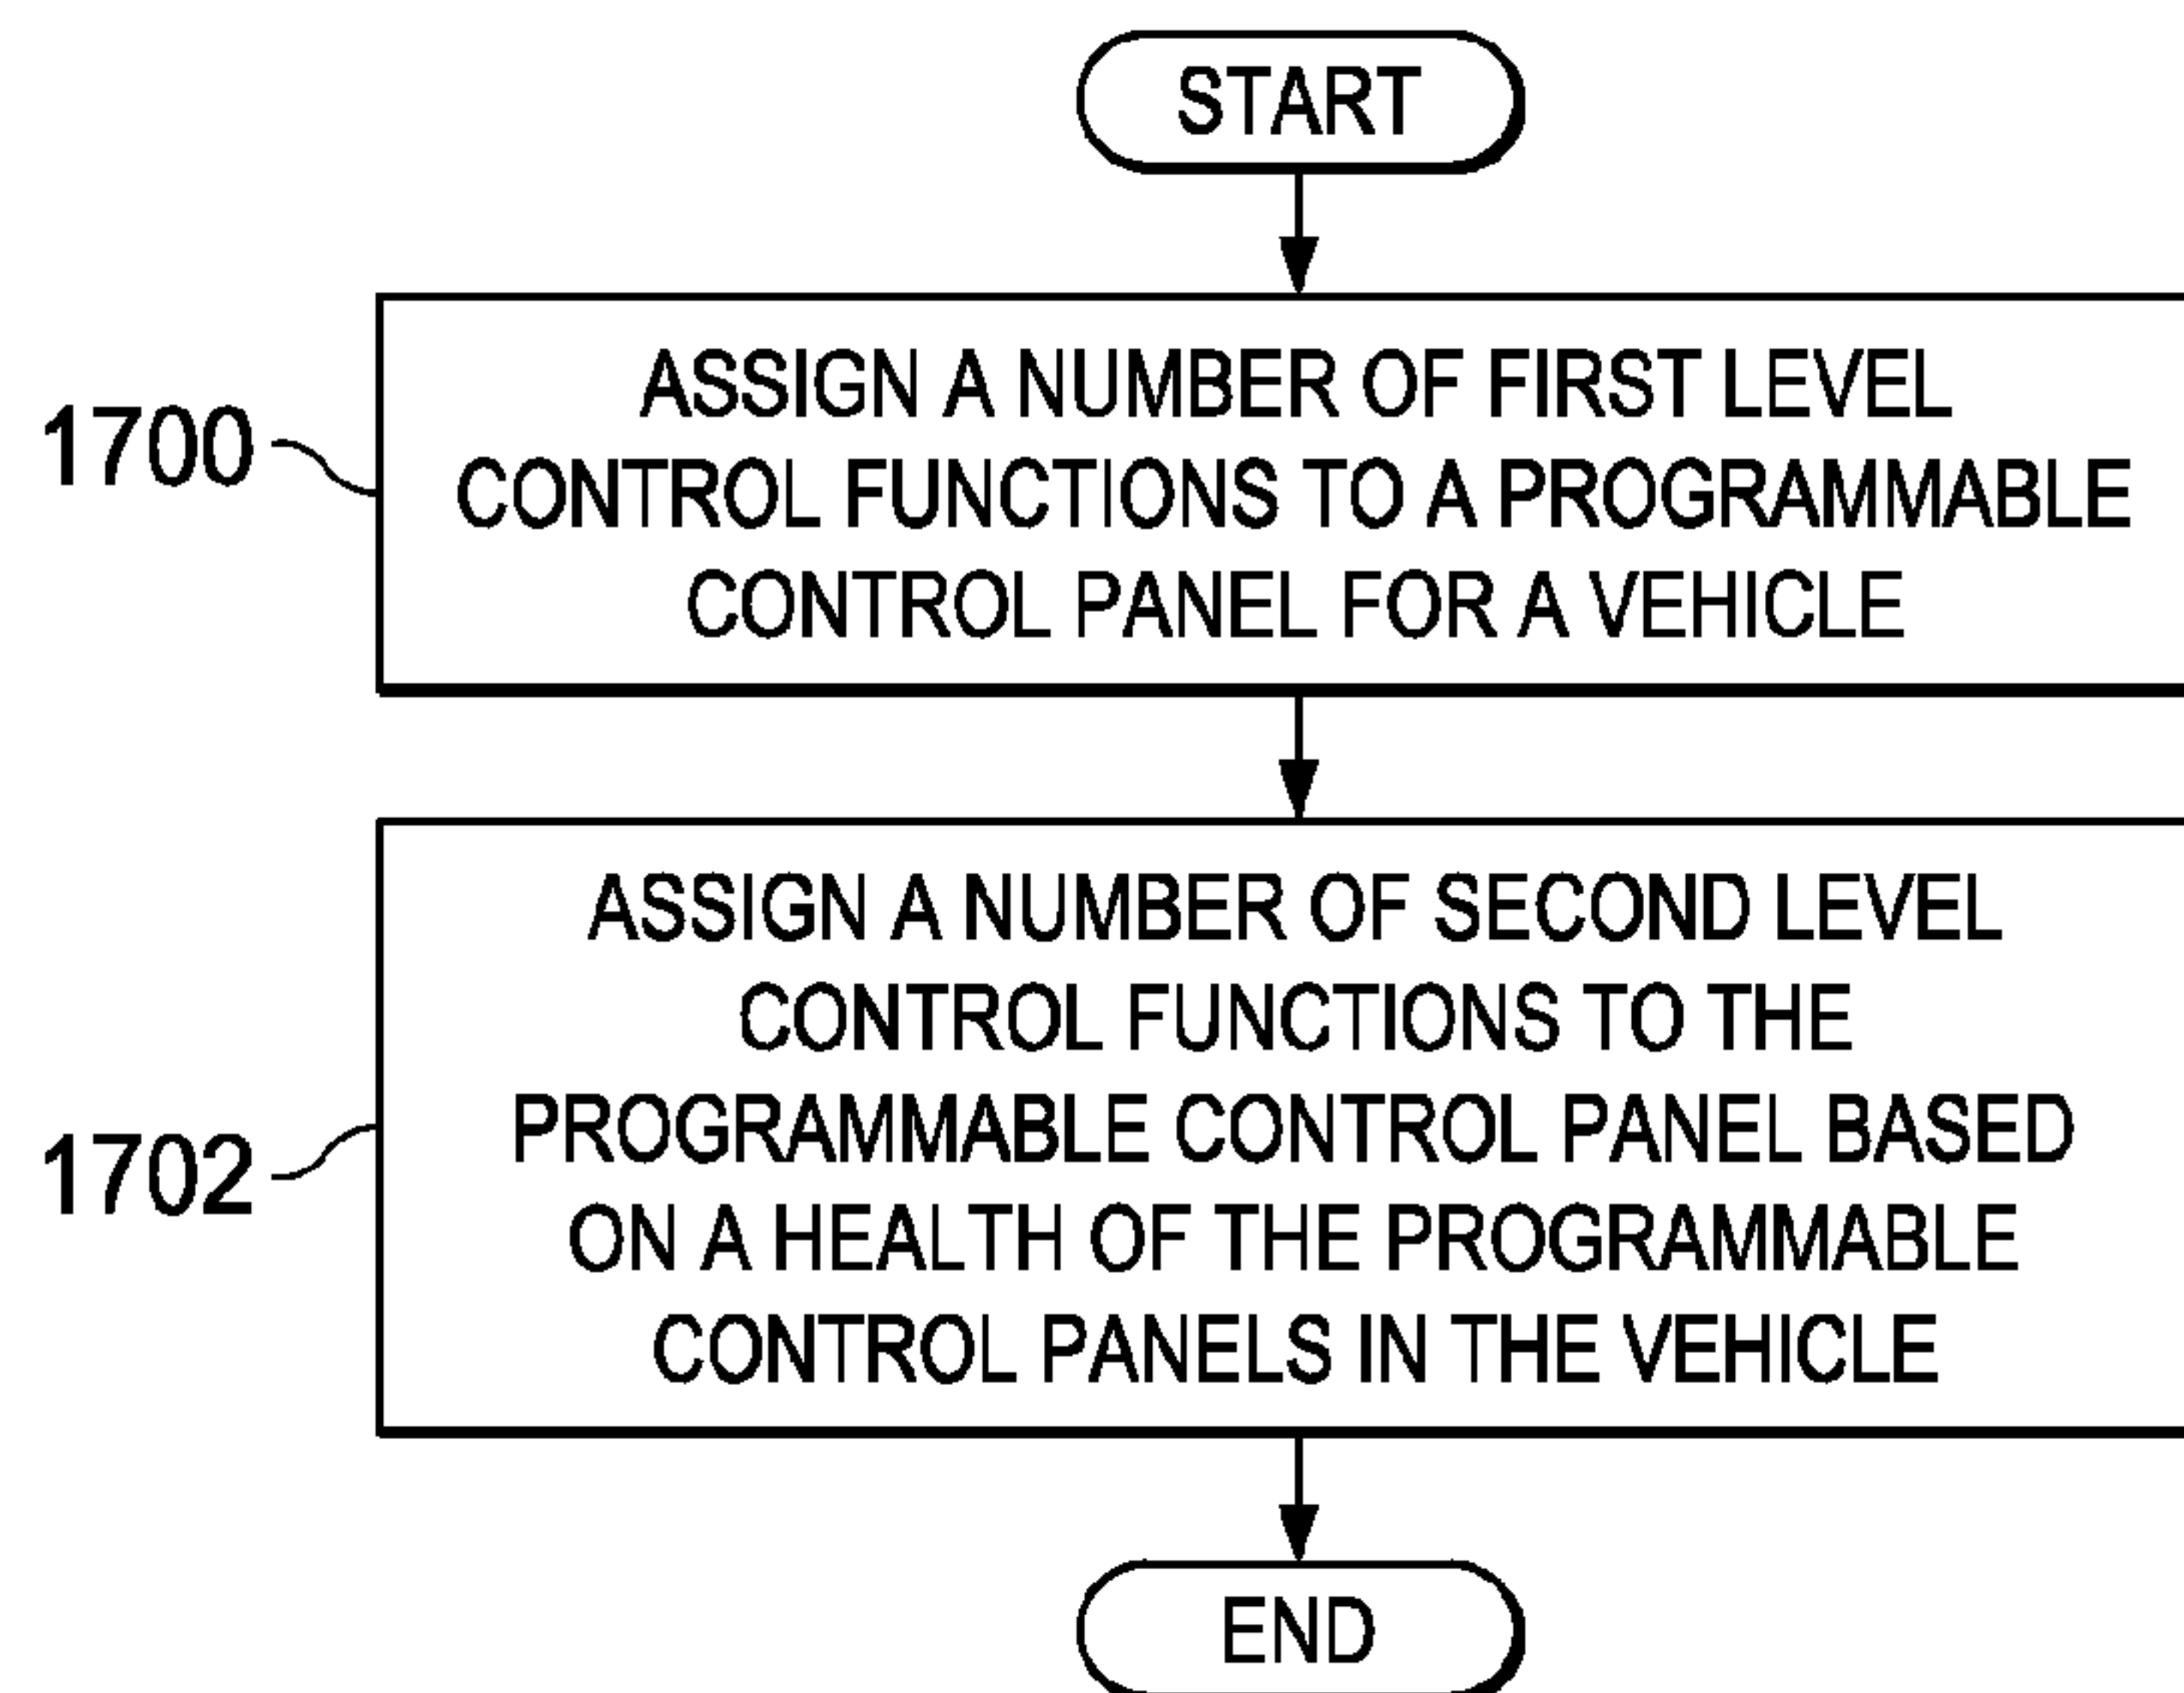 START
1700
ASSIGN A NUMBER OF FIRST LEVEL
CONTROL FUNCTIONS TO A PROGRAMMABLE
CONTROL PANEL FOR A VEHICLE
1702
ASSIGN A NUMBER OF SECOND LEVEL
CONTROL FUNCTIONS TO THE
PROGRAMMABLE CONTROL PANEL BASED
ON A HEALTH OF THE PROGRAMMABLE
CONTROL PANELS IN THE VEHICLE
END